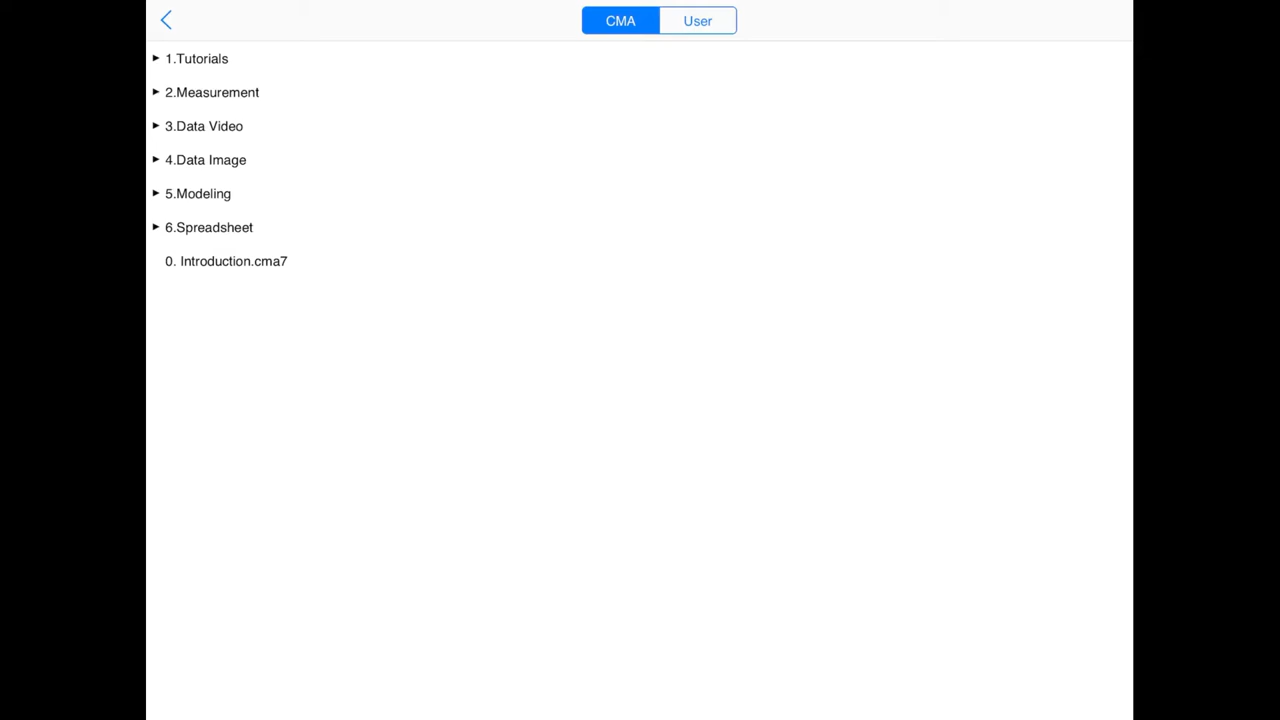 CMA User
1.Tutorials
2.Measurement
3.Data Video
4.Data Image
5.Modeling
6.Spreadsheet
0. Introduction.cma7